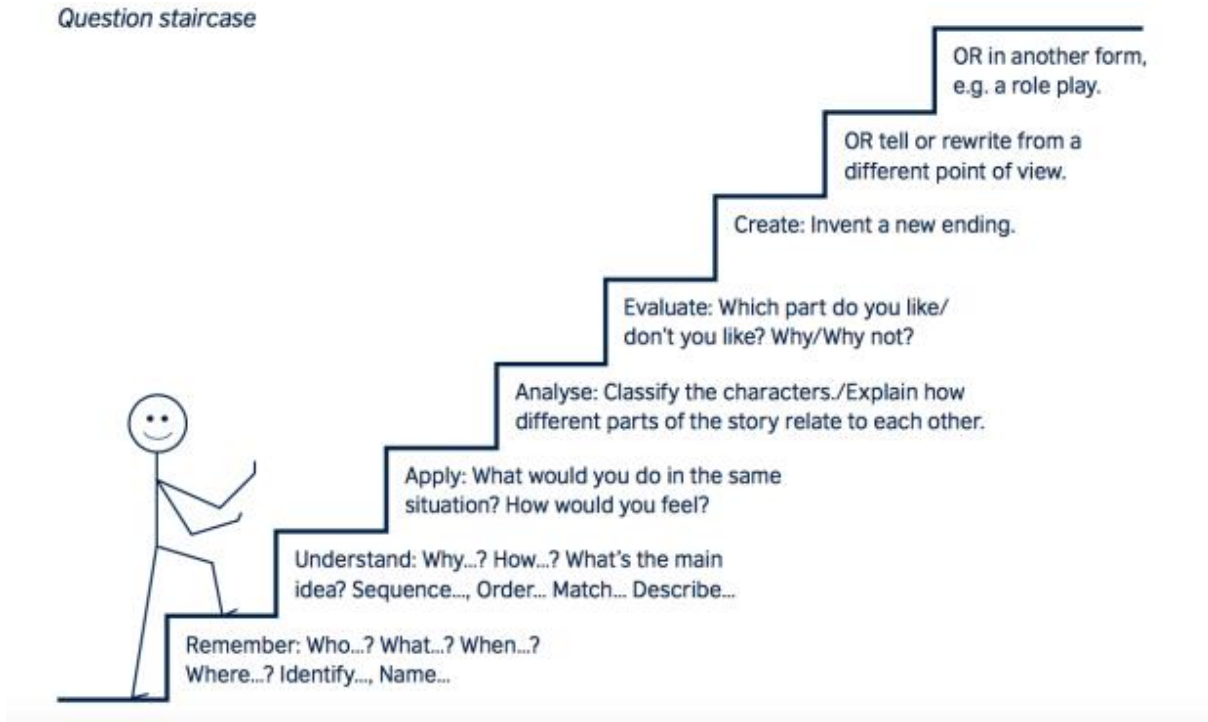 Question staircase
OR in another form,
e.g. a role play.
OR tell or rewrite from a
different point of view.
Create: Invent a new ending.
Evaluate: Which part do you like/
don't you like? Why/Why not?
Analyse: Classify the characters./Explain how
different parts of the story relate to each other.
Apply: What would you do in the same
situation? How would you feel?
Understand: Why...? How...? What's the main
idea? Sequence..., Order... Match... Describe...
Remember: Who...? What...? When...?
Where...? Identify..., Name...